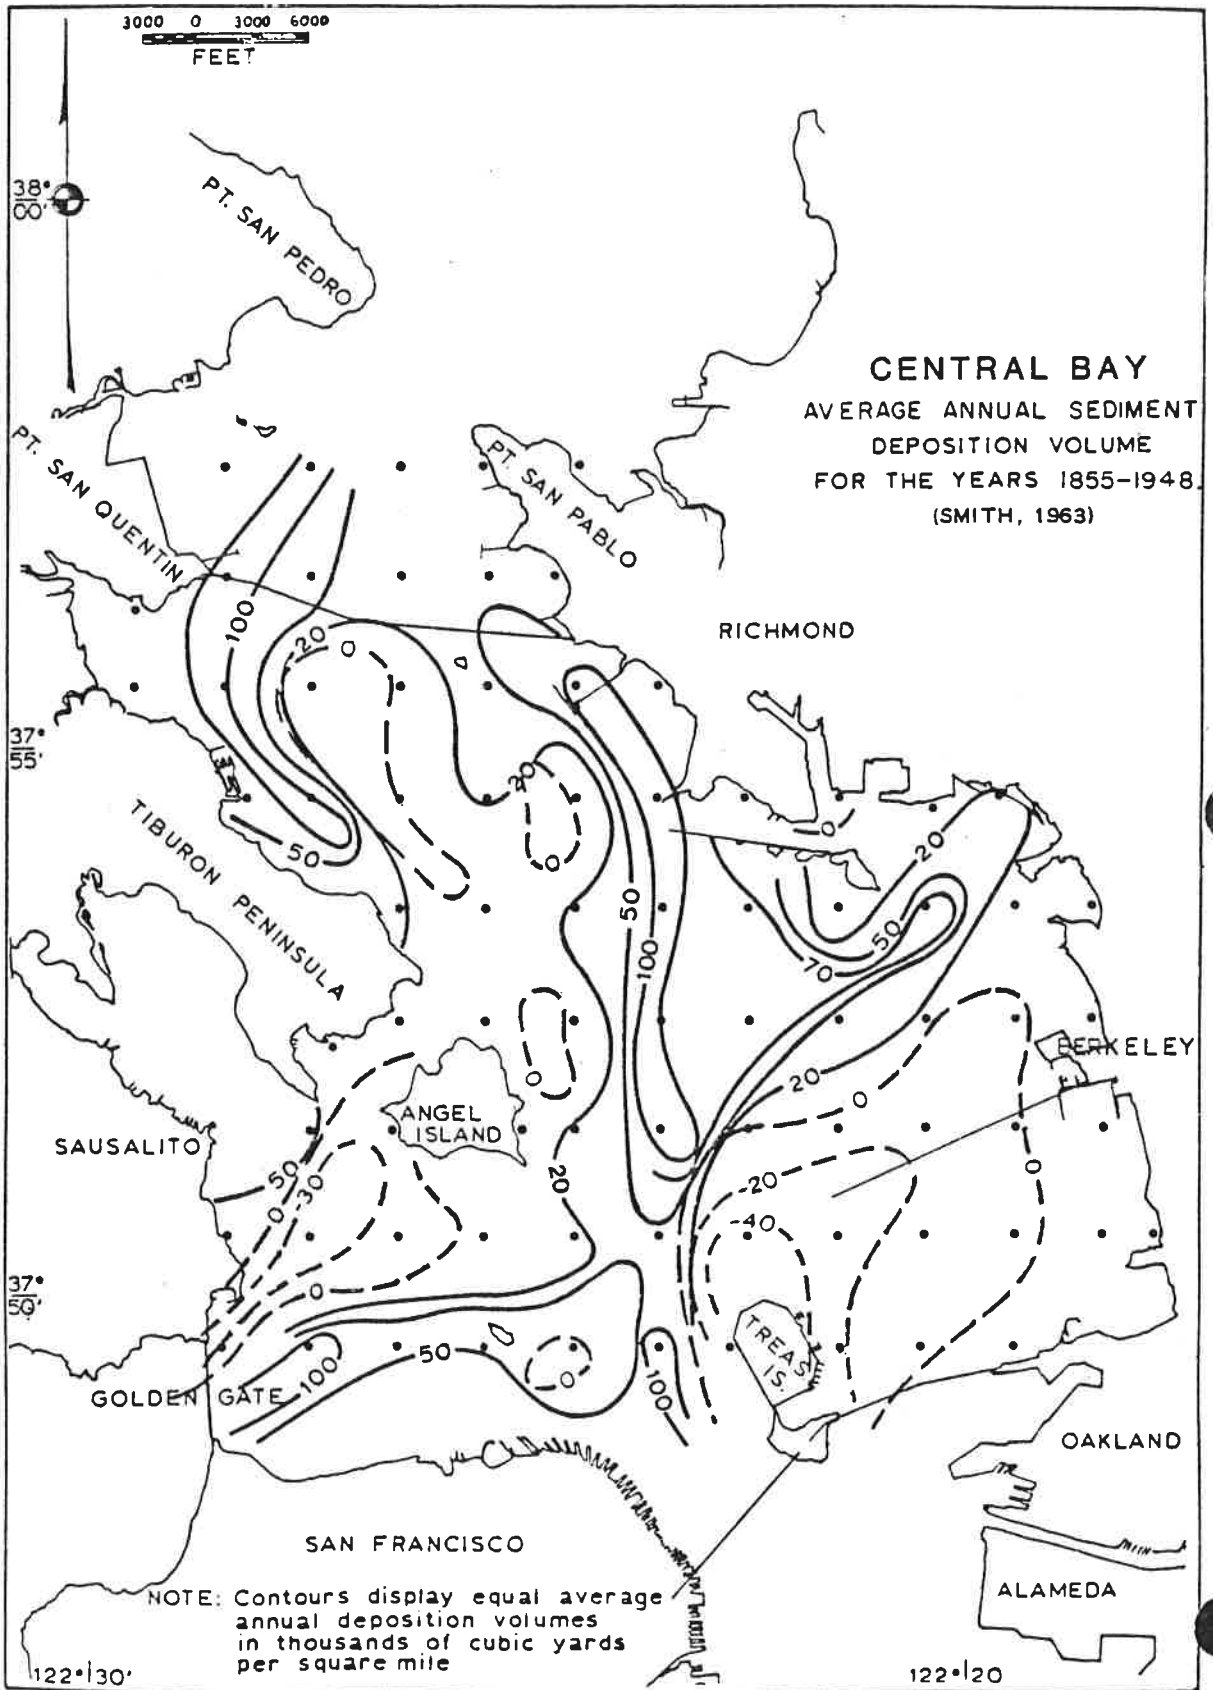 3000 0 3000 6000
FEET
38°
00'
PT. SAN PEDRO
CENTRAL BAY
AVERAGE ANNUAL SEDIMENT
DEPOSITION VOLUME
FOR THE YEARS 1855-1948.
(SMITH, 1963)
PT. SAN QUENTIN
PT. SAN PABLO
100
RICHMOND
20
0
37°
55'
20
TIBURON PENINSULA
50
0
0
20
50
50
100
70
0
BERKELEY
20
0
ANGEL
ISLAND
SAUSALITO
50
0
-30
20
-20
0
-40
37°
50'
0
TREAS.
IS.
50
0
100
100
GOLDEN GATE
OAKLAND
SAN FRANCISCO
ALAMEDA
NOTE: Contours display equal average
annual deposition volumes
in thousands of cubic yards
per square mile
122°30'
122°20